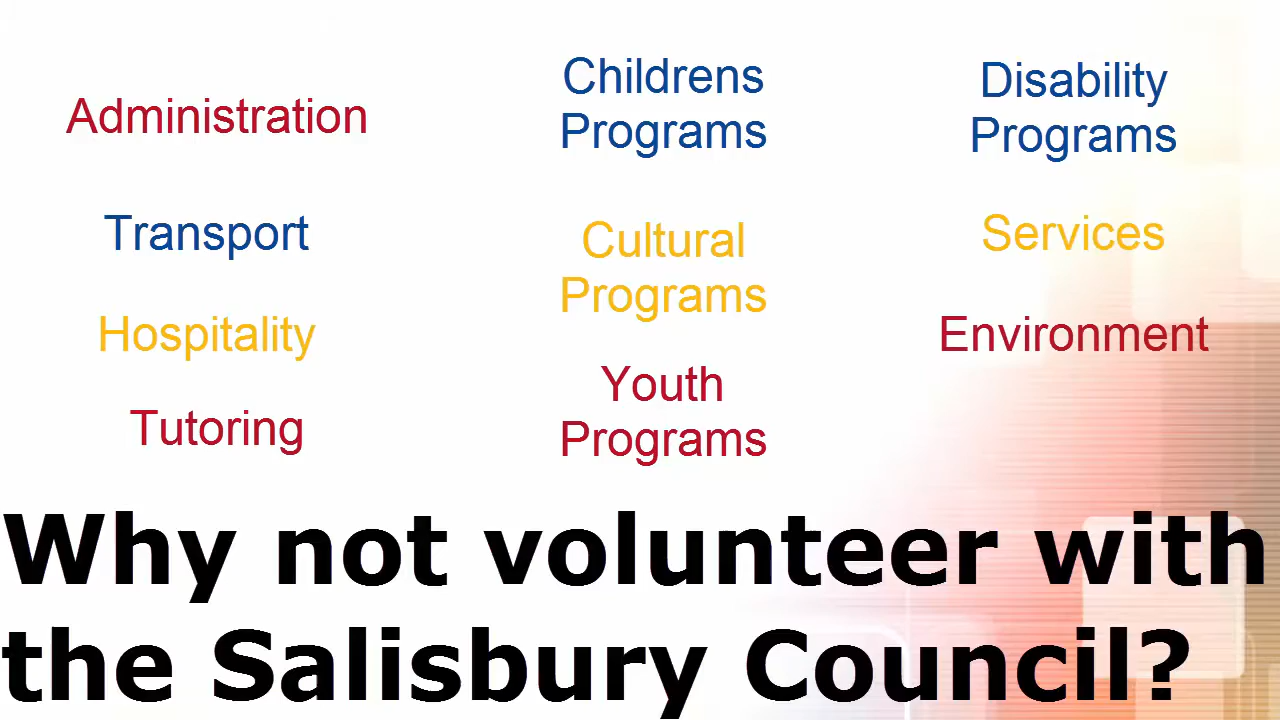 Administration
Transport
Hospitality
Tutoring
Childrens
Programs
Cultural
Programs
Youth
Programs
Disability
Programs
Services
Environment
Why not volunteer with
the Salisbury Council?